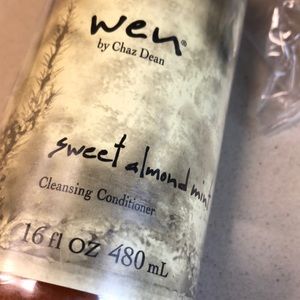 wen®
by Chaz Dean
sweet almond mint
Cleansing Conditioner
16 fl oz 480 mL